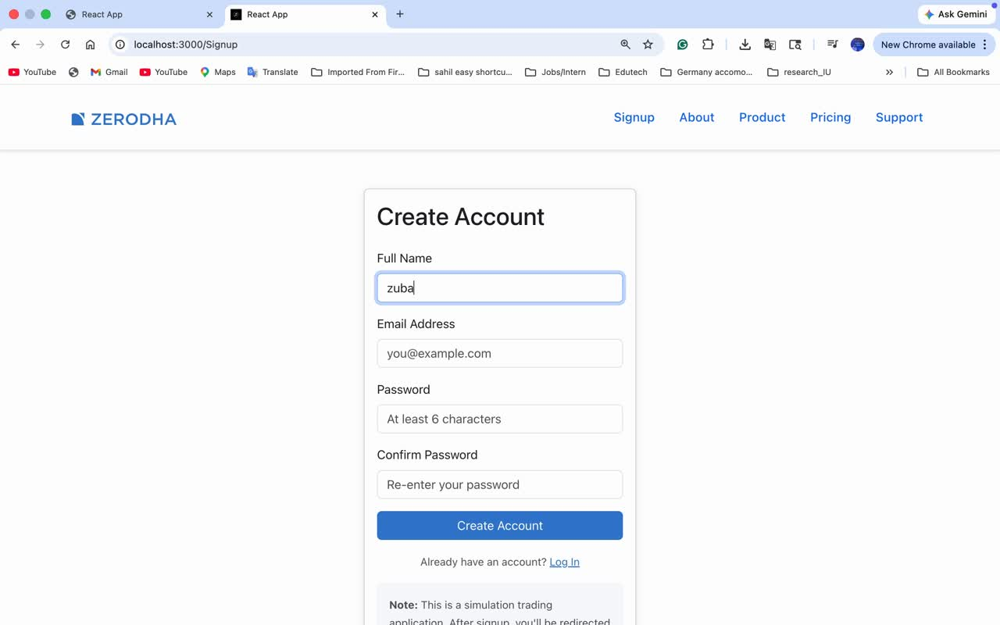 React App
React App
Ask Gemini
localhost:3000/Signup
New Chrome available
YouTube
Gmail
YouTube
Maps
Translate
Imported From Fir...
sahil easy shortcu...
Jobs/Intern
Edutech
Germany accomo...
research_IU
All Bookmarks
ZERODHA
Signup
About
Product
Pricing
Support
Create Account
Full Name
zuba
Email Address
you@example.com
Password
At least 6 characters
Confirm Password
Re-enter your password
Create Account
Already have an account? Log In
Note: This is a simulation trading
application. After signup, you'll be redirected